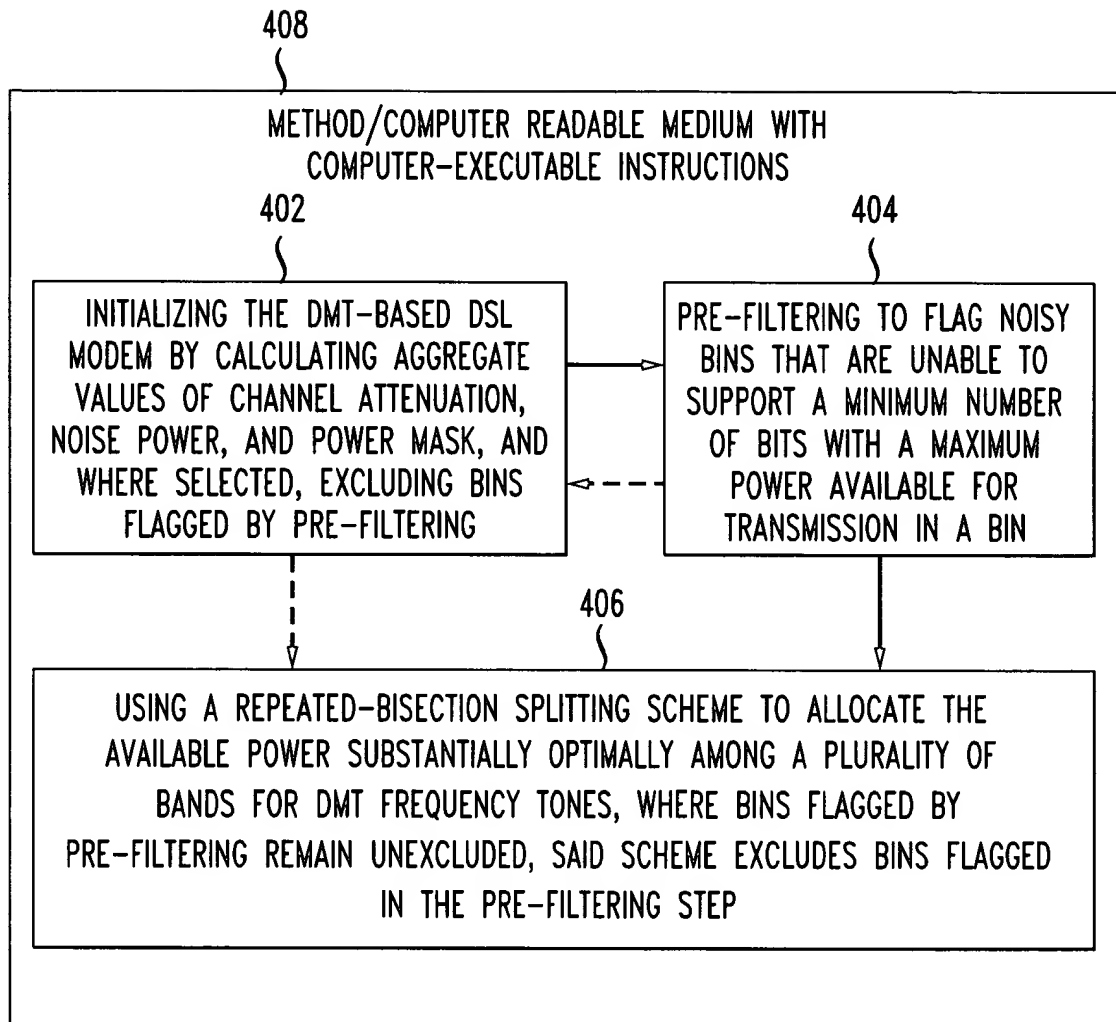 408
METHOD/COMPUTER READABLE MEDIUM WITH
COMPUTER-EXECUTABLE INSTRUCTIONS
402
INITIALIZING THE DMT-BASED DSL
MODEM BY CALCULATING AGGREGATE
VALUES OF CHANNEL ATTENUATION,
NOISE POWER, AND POWER MASK, AND
WHERE SELECTED, EXCLUDING BINS
FLAGGED BY PRE-FILTERING
404
PRE-FILTERING TO FLAG NOISY
BINS THAT ARE UNABLE TO
SUPPORT A MINIMUM NUMBER
OF BITS WITH A MAXIMUM
POWER AVAILABLE FOR
TRANSMISSION IN A BIN
406
USING A REPEATED-BISECTION SPLITTING SCHEME TO ALLOCATE THE
AVAILABLE POWER SUBSTANTIALLY OPTIMALLY AMONG A PLURALITY OF
BANDS FOR DMT FREQUENCY TONES, WHERE BINS FLAGGED BY
PRE-FILTERING REMAIN UNEXCLUDED, SAID SCHEME EXCLUDES BINS FLAGGED
IN THE PRE-FILTERING STEP